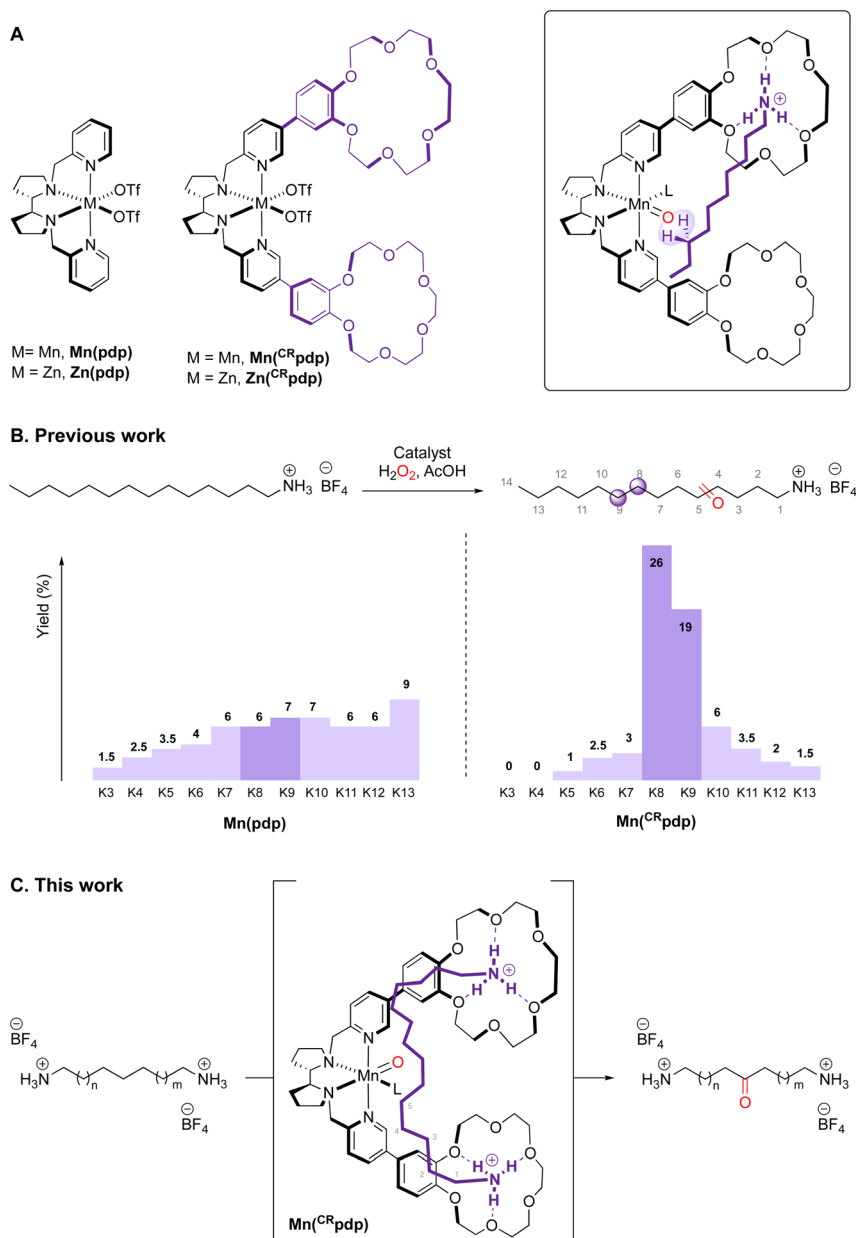 A
N
N
N
N
M
OTf
OTf
M= Mn, Mn(pdp)
M = Zn, Zn(pdp)
O
O
O
O
O
O
N
N
N
N
M
OTf
OTf
O
O
O
O
O
O
M = Mn, Mn(CRpdp)
M = Zn, Zn(CRpdp)
O
O
O
O
O
O
H
N
⊕
H
H
N
N
N
N
Mn
L
O
H
H
O
O
O
O
O
O
B. Previous work
⊕
NH3
⊖
BF4
Catalyst
H2O2, AcOH
14
12
10
8
6
4
2
13
11
9
7
5
3
1
O
⊕
NH3
⊖
BF4
Yield (%)
1.5
2.5
3.5
4
6
6
7
7
6
6
9
K3 K4 K5 K6 K7 K8 K9 K10 K11 K12 K13
Mn(pdp)
0
0
1
2.5
3
26
19
6
3.5
2
1.5
K3 K4 K5 K6 K7 K8 K9 K10 K11 K12 K13
Mn(CRpdp)
C. This work
⊖
BF4
⊕
H3N
n
m
⊕
NH3
⊖
BF4
O
O
O
O
O
O
H
N
⊕
H
H
N
N
N
N
Mn
O
L
5
4
3
2
1
O
O
O
O
O
O
H
⊕
H
N
H
Mn(CRpdp)
⊖
BF4
⊕
H3N
n
O
m
⊕
NH3
⊖
BF4